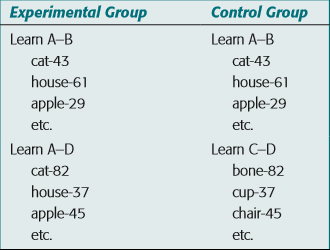 Experimental Group Control Group
Learn A–B Learn A–B
cat-43 cat-43
house-61 house-61
apple-29 apple-29
etc. etc.
Learn A–D Learn C–D
cat-82 bone-82
house-37 cup-37
apple-45 chair-45
etc. etc.